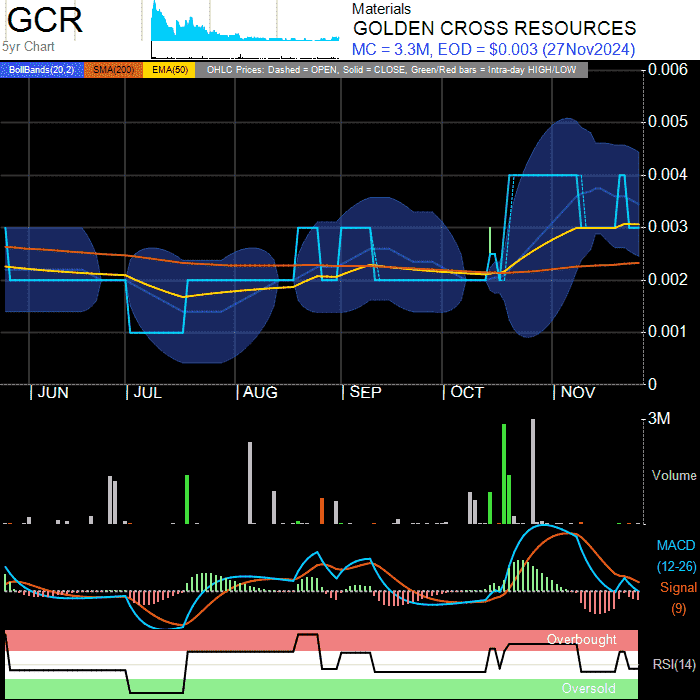 GCR
5yr Chart
Materials
GOLDEN CROSS RESOURCES
MC = 3.3M, EOD = $0.003 (27Nov2024)
BollBands(20,2) SMA(200) EMA(50) OHLC Prices: Dashed = OPEN, Solid = CLOSE, Green/Red bars = Intra-day HIGH/LOW
0.006
0.005
0.004
0.003
0.002
0.001
0
JUN JUL AUG SEP OCT NOV
3M
Volume
MACD
(12-26)
Signal
(9)
Overbought
RSI(14)
Oversold